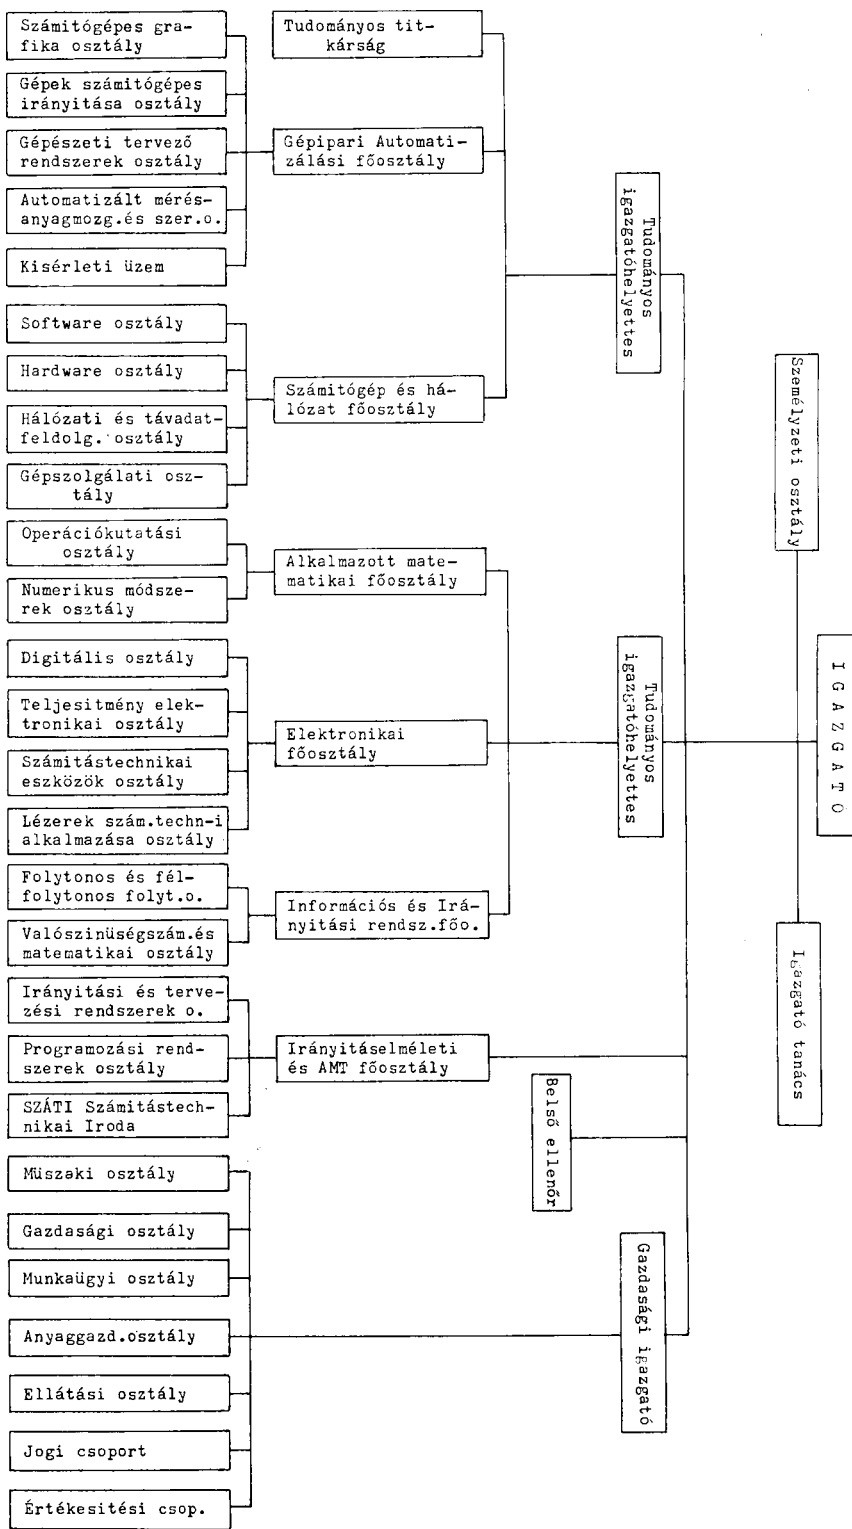 Számitógépes gra-
fika osztály
Gépek számitógépes
irányitása osztály
Gépészeti tervező
rendszerek osztály
Automatizált mérés-
anyagmozg.és szer.o.
Kisérleti üzem
Software osztály
Hardware osztály
Hálózati és távadat-
feldolg. osztály
Gépszolgálati osz-
tály
Operációkutatási
osztály
Numerikus módsze-
rek osztály
Digitális osztály
Teljesitmény elek-
tronikai osztály
Számitástechnikai
eszközök osztály
Lézerek szám.techn-i
alkalmazása osztály
Folytonos és fél-
folytonos folyt.o.
Valószinüségszám.és
matematikai osztály
Irányitási és terve-
zési rendszerek o.
Programozási rend-
szerek osztály
SZÁTI Számitástech-
nikai Iroda
Müszaki osztály
Gazdasági osztály
Munkaügyi osztály
Anyaggazd.osztály
Ellátási osztály
Jogi csoport
Értékesitési csop.
Tudományos tit-
kárság
Gépipari Automati-
zálási főosztály
Számitógép és há-
lózat főosztály
Alkalmazott mate-
matikai főosztály
Elektronikai
főosztály
Információs és Irá-
nyitási rendsz.főo.
Irányitáselméleti
és AMT főosztály
Belső ellenőr
Tudományos
igazgatóhelyettes
Tudományos
igazgatóhelyettes
Gazdasági igazgató
Személyzeti osztály
Igazgató tanács
I G A Z G A T Ó